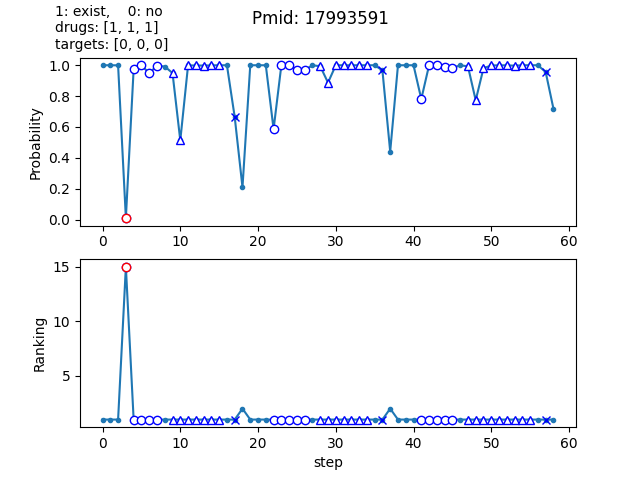 1: exist,    0: no
drugs: [1, 1, 1]
targets: [0, 0, 0]
Pmid: 17993591
Probability
1.0
0.8
0.6
0.4
0.2
0.0
0 10 20 30 40 50 60
Ranking
15
10
5
0 10 20 30 40 50 60
step